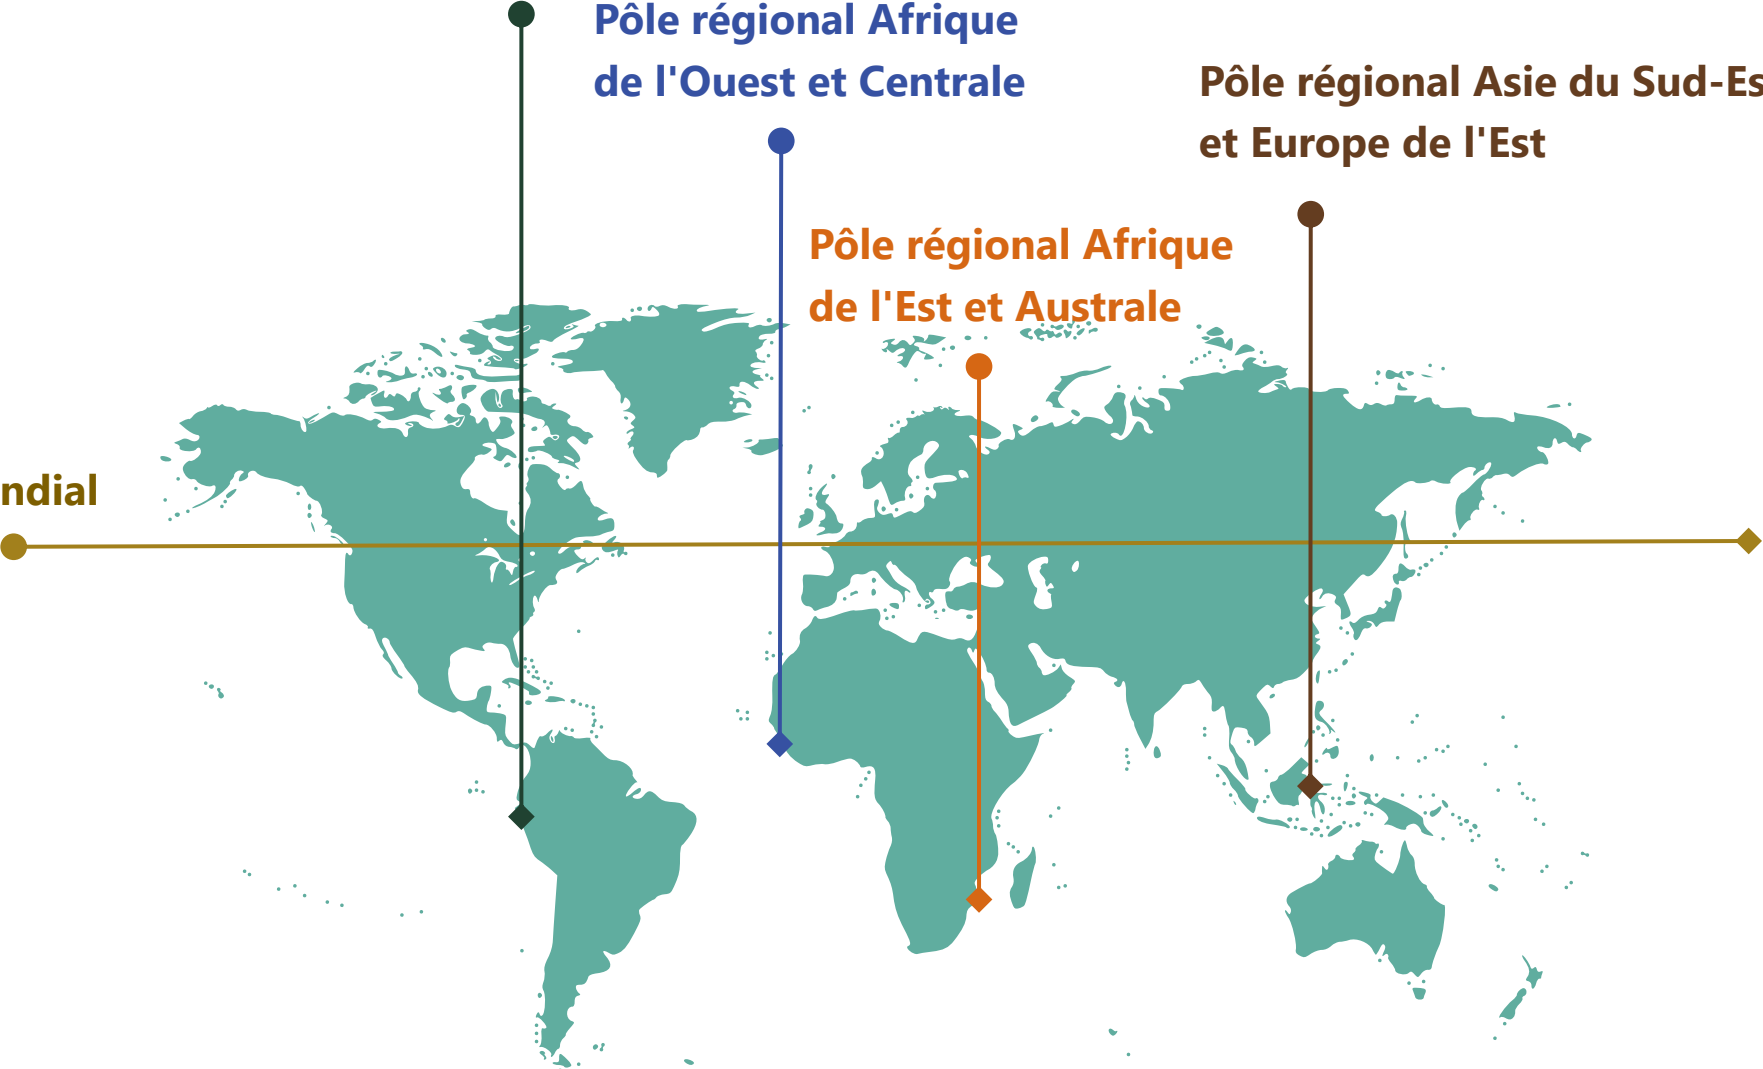 Pôle régional Afrique
de l'Ouest et Centrale
Pôle régional Asie du Sud-Es
et Europe de l'Est
Pôle régional Afrique
de l'Est et Australe
ndial